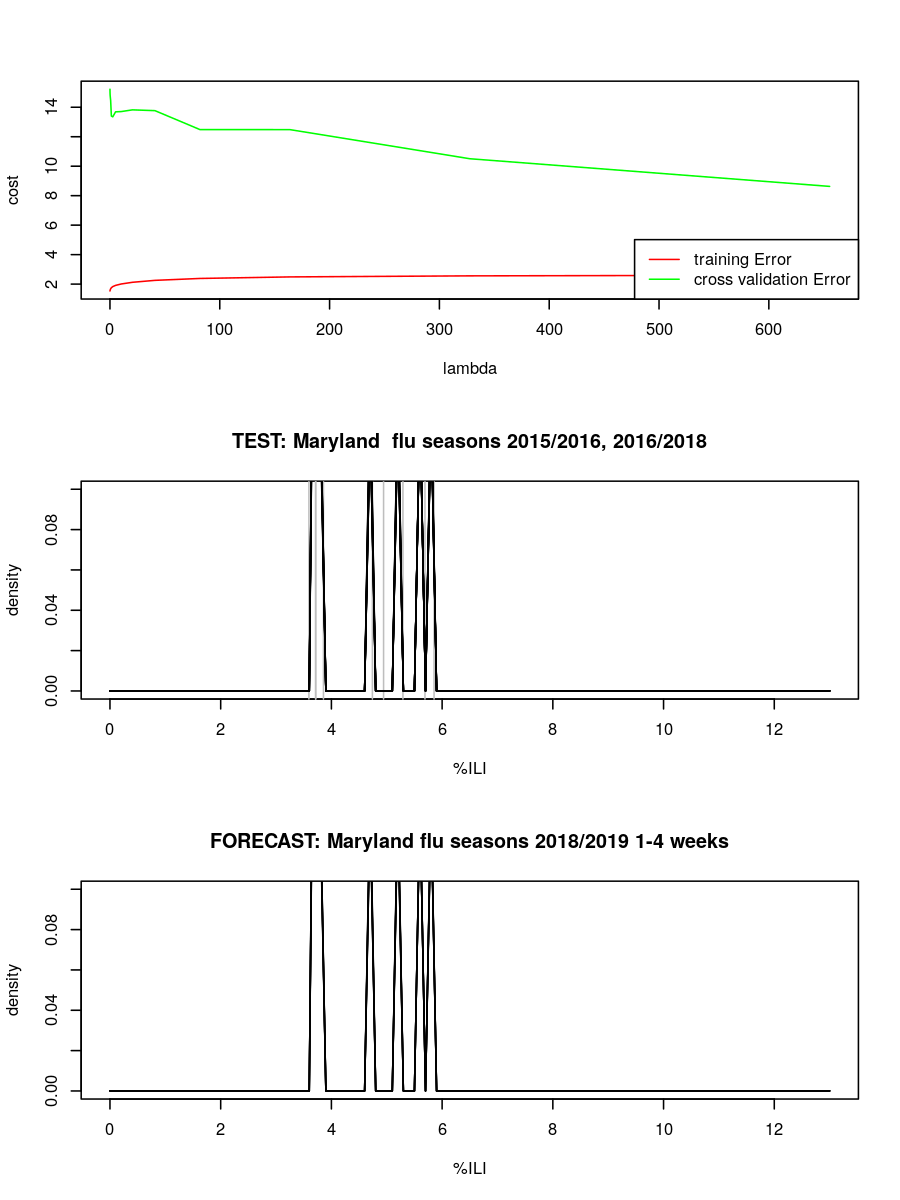 14
10
8
6
4
2
cost
training Error
cross validation Error
0 100 200 300 400 500 600
lambda
TEST: Maryland  flu seasons 2015/2016, 2016/2018
0.08
0.04
0.00
density
0 2 4 6 8 10 12
%ILI
FORECAST: Maryland flu seasons 2018/2019 1-4 weeks
0.08
0.04
0.00
density
0 2 4 6 8 10 12
%ILI